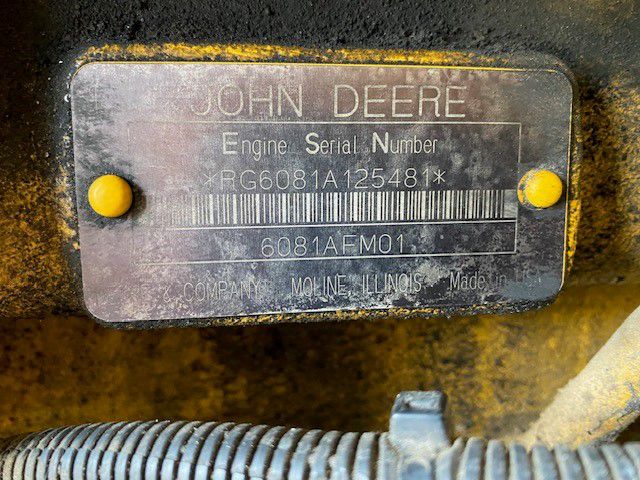 JOHN DEERE
Engine Serial Number
*RG6081A125481*
6081AFM01
& COMPANY MOLINE, ILLINOIS Made in USA